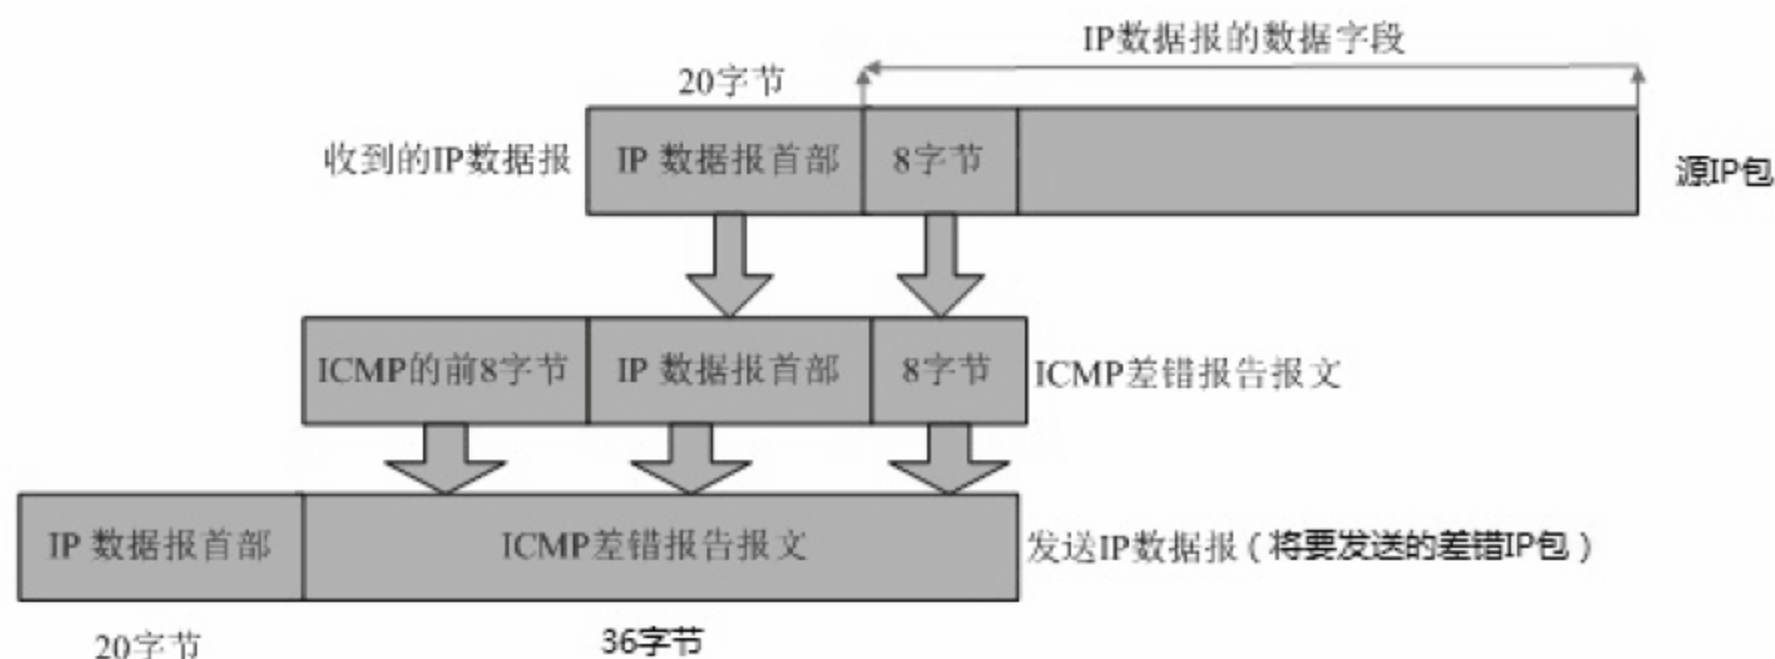 IP数据报的数据字段
20字节
收到的IP数据报 IP 数据报首部 8字节 源IP包
ICMP的前8字节 IP 数据报首部 8字节 ICMP差错报告报文
IP 数据报首部 ICMP差错报告报文 发送IP数据报 ( 将要发送的差错IP包 )
20字节 36字节